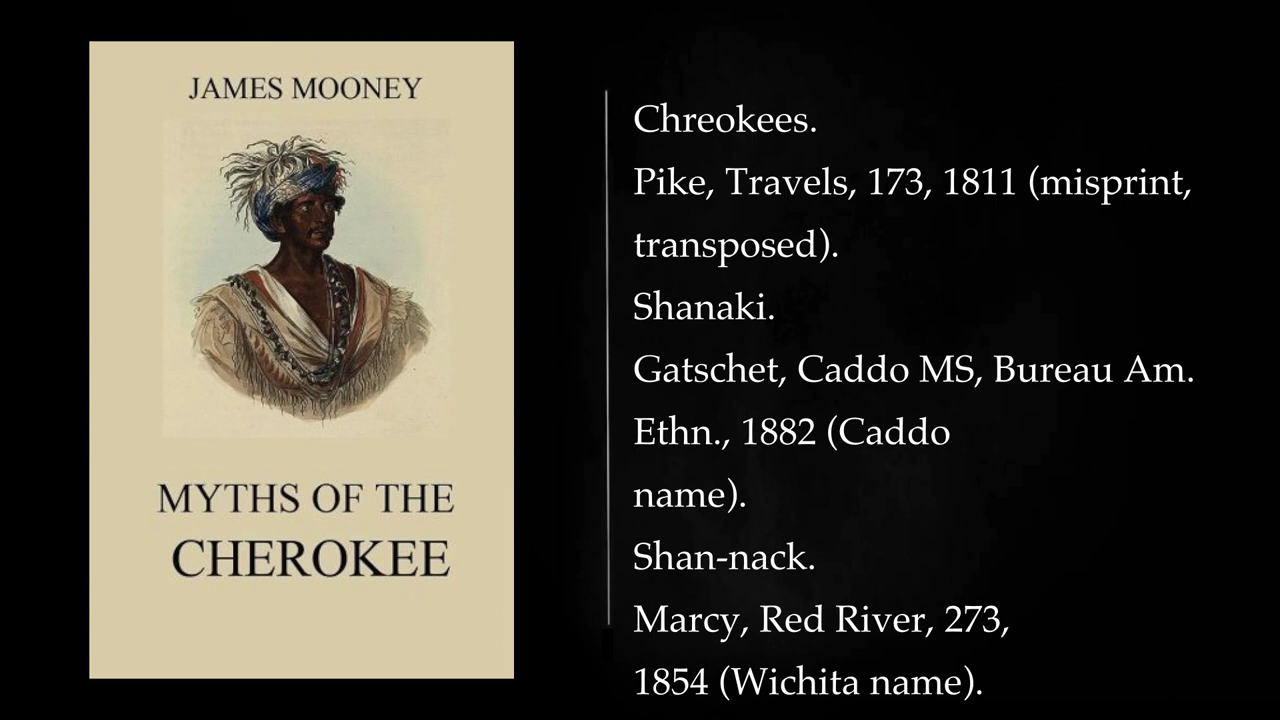 JAMES MOONEY
MYTHS OF THE
CHEROKEE
Chreokees.
Pike, Travels, 173, 1811 (misprint,
transposed).
Shanaki.
Gatschet, Caddo MS, Bureau Am.
Ethn., 1882 (Caddo
name).
Shan-nack.
Marcy, Red River, 273,
1854 (Wichita name).